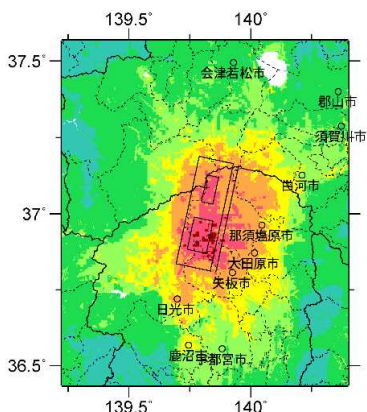 139.5° 140°
37.5°
会津若松市
郡山市
須賀川市
白河市
37°
那須塩原市
大田原市
矢板市
日光市
鹿沼市
宇都宮市
36.5°
139.5° 140°